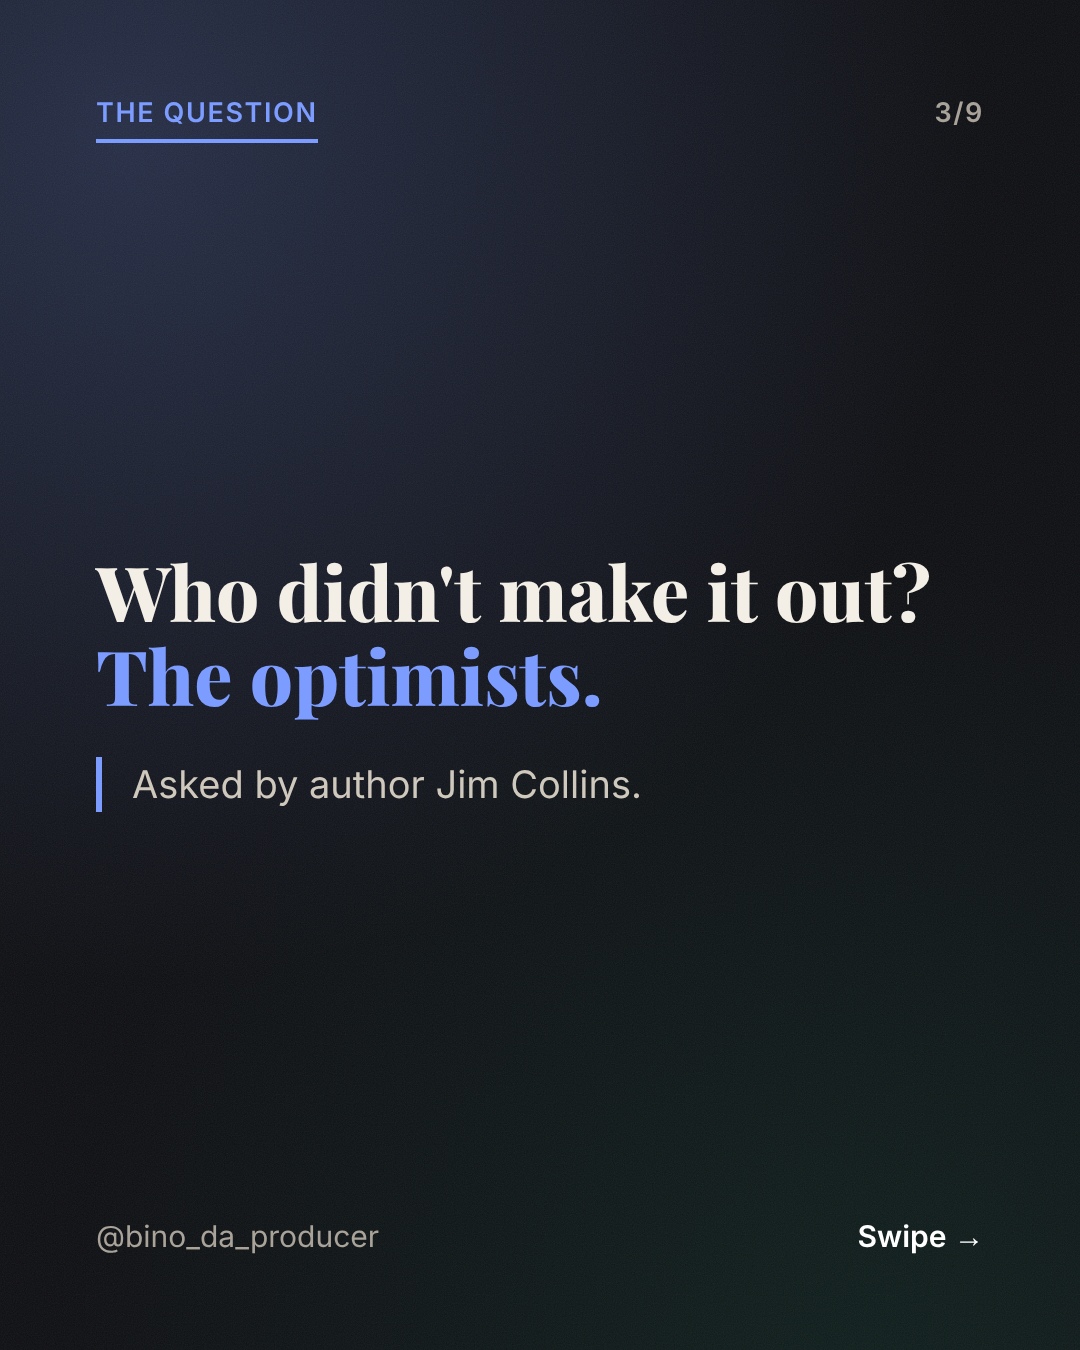 THE QUESTION
3/9
Who didn't make it out?
The optimists.
Asked by author Jim Collins.
@bino_da_producer
Swipe →